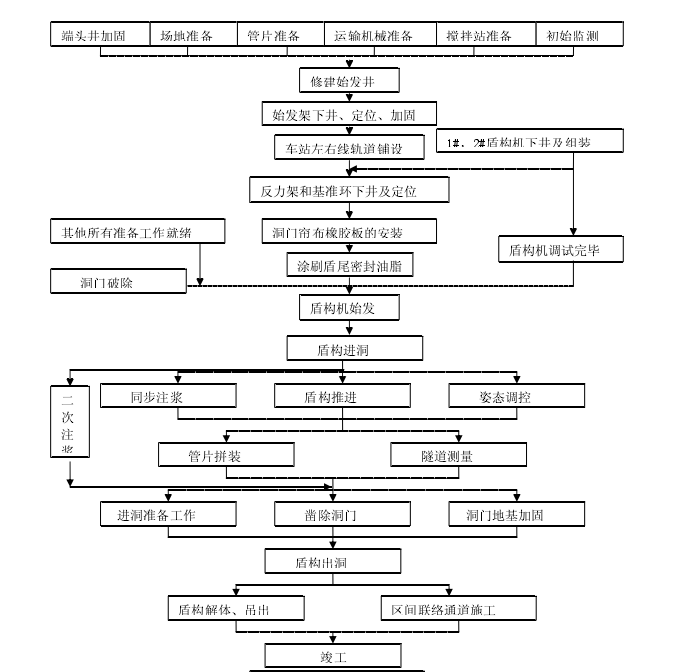 端头井加固 场地准备 管片准备 运输机械准备 搅拌站准备 初始监测
修建始发井
始发架下井、定位、加固
车站左右线轨道铺设
1#、2#盾构机下井及组装
反力架和基准环下井及定位
其他所有准备工作就绪
洞门帘布橡胶板的安装
盾构机调试完毕
涂刷盾尾密封油脂
洞门破除
盾构机始发
盾构进洞
二次注浆
同步注浆 盾构推进 姿态调控
管片拼装 隧道测量
进洞准备工作 凿除洞门 洞门地基加固
盾构出洞
盾构解体、吊出 区间联络通道施工
竣工